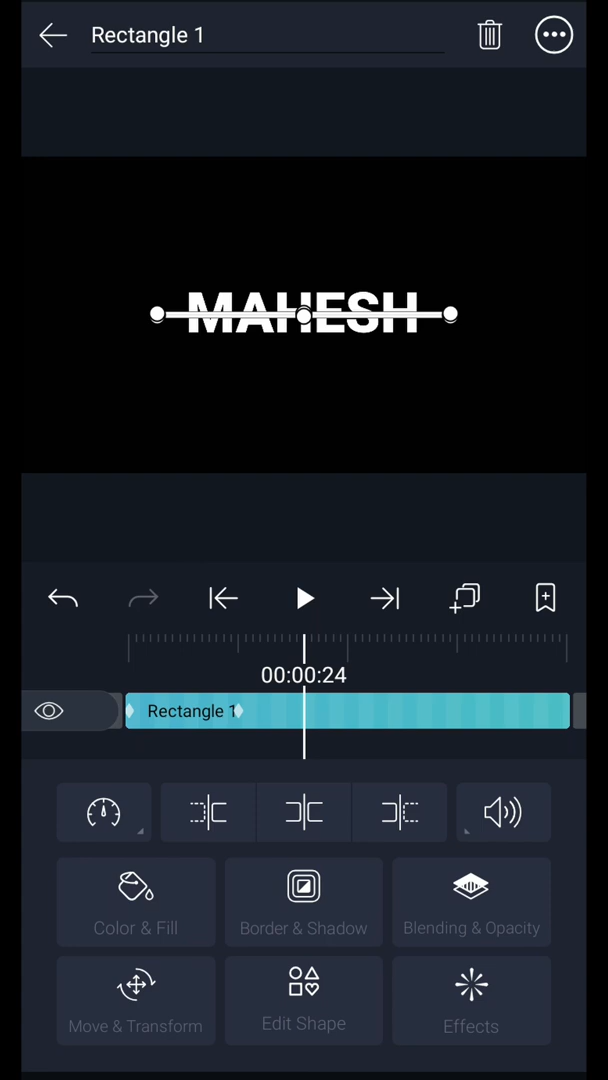 Rectangle 1
MAHESH
00:00:24
Rectangle 1
Color & Fill
Border & Shadow
Blending & Opacity
Move & Transform
Edit Shape
Effects